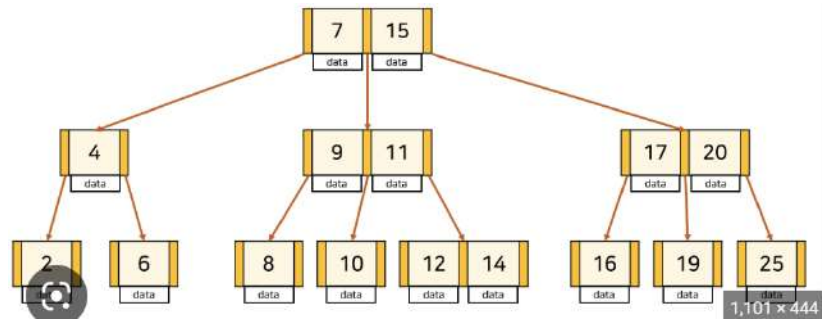 7 15
data data
4 9 11 17 20
data data data data data
2 6 8 10 12 14 16 19 25
data data data data data data data data
1,101 × 444